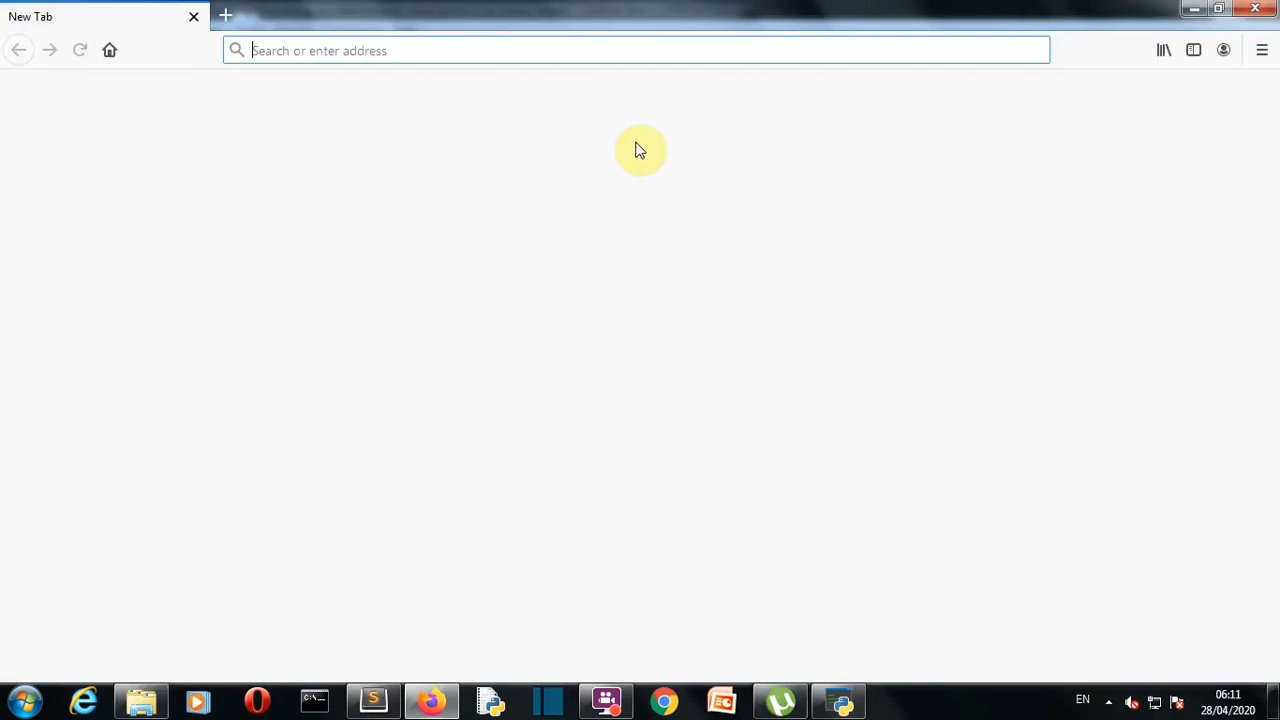 New Tab
Search or enter address
C:\
S
EN
06:11
28/04/2020